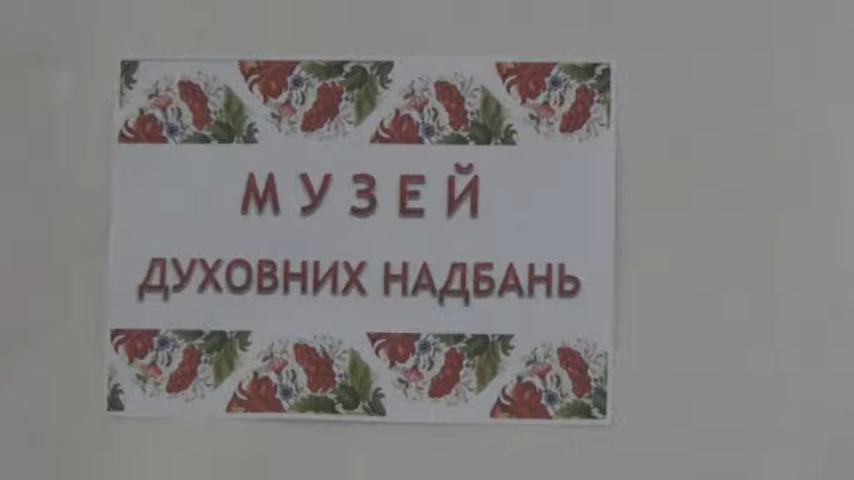 МУЗЕЙ
ДУХОВНИХ НАДБАНЬ